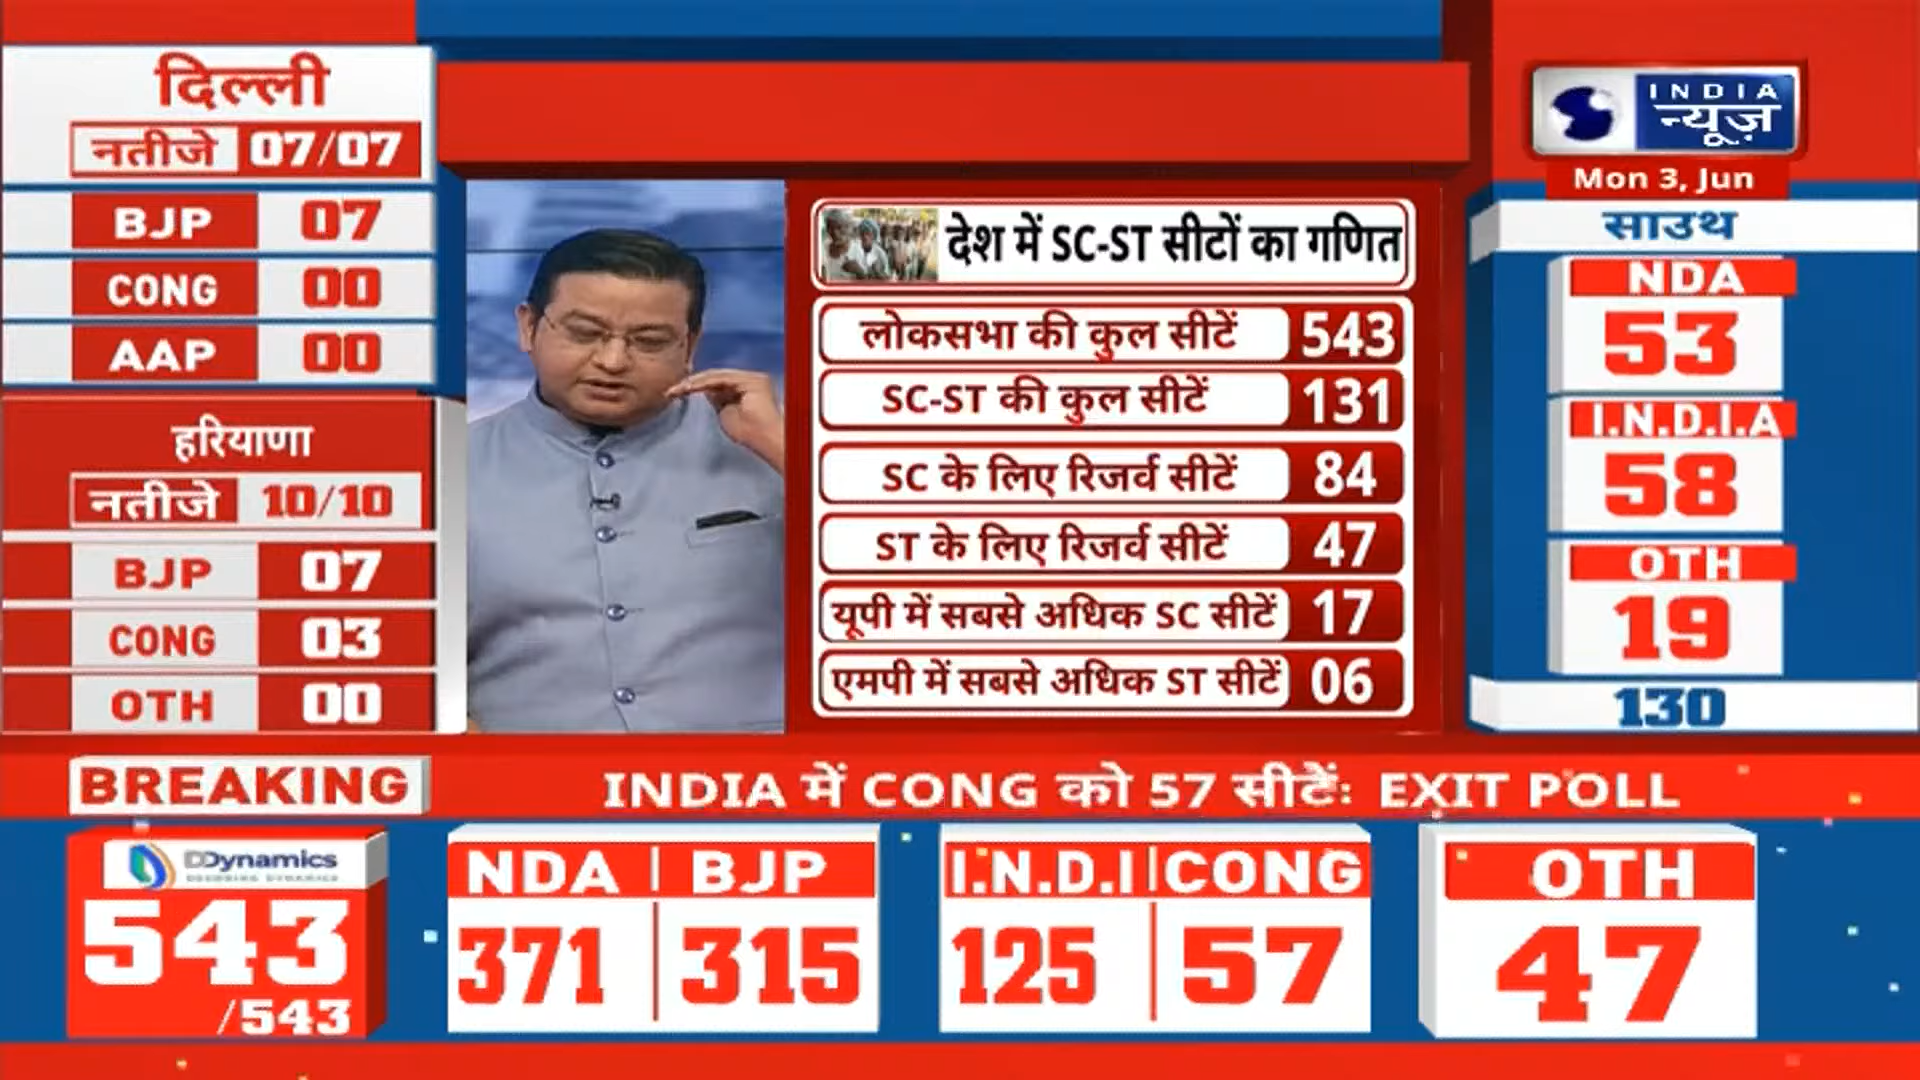 दिल्ली
नतीजे 07/07
BJP 07
CONG 00
AAP 00
हरियाणा
नतीजे 10/10
BJP 07
CONG 03
OTH 00
देश में SC-ST सीटों का गणित
लोकसभा की कुल सीटें 543
SC-ST की कुल सीटें 131
SC के लिए रिजर्व सीटें 84
ST के लिए रिजर्व सीटें 47
यूपी में सबसे अधिक SC सीटें 17
एमपी में सबसे अधिक ST सीटें 06
INDIA
न्यूज़
Mon 3, Jun
साउथ
NDA
53
I.N.D.I.A
58
OTH
19
130
BREAKING
INDIA में CONG को 57 सीटेंः EXIT POLL
DDynamics
DECODING DYNAMICS
543
/543
NDA | BJP
371 315
I.N.D.I | CONG
125 57
OTH
47